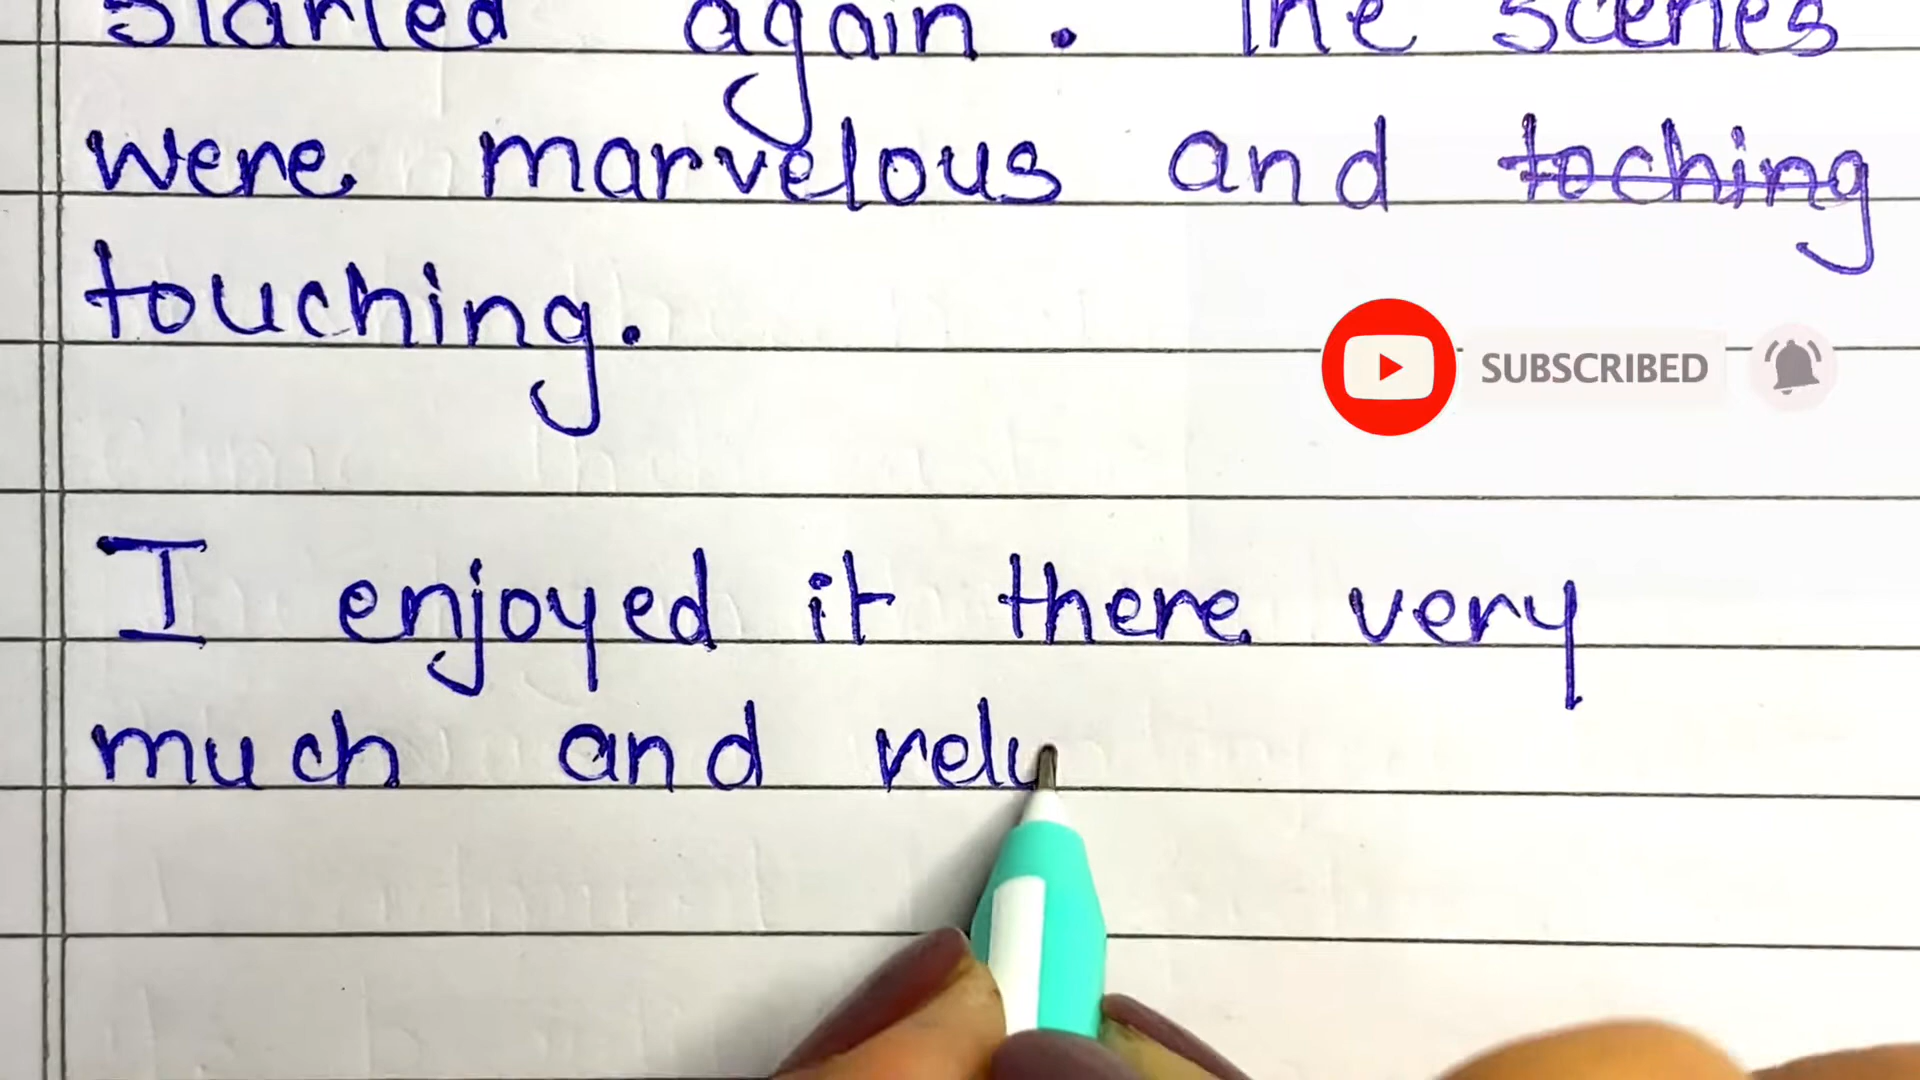 started again. The scenes
were marvelous and toching
touching.
SUBSCRIBED
I enjoyed it there very
much and relu